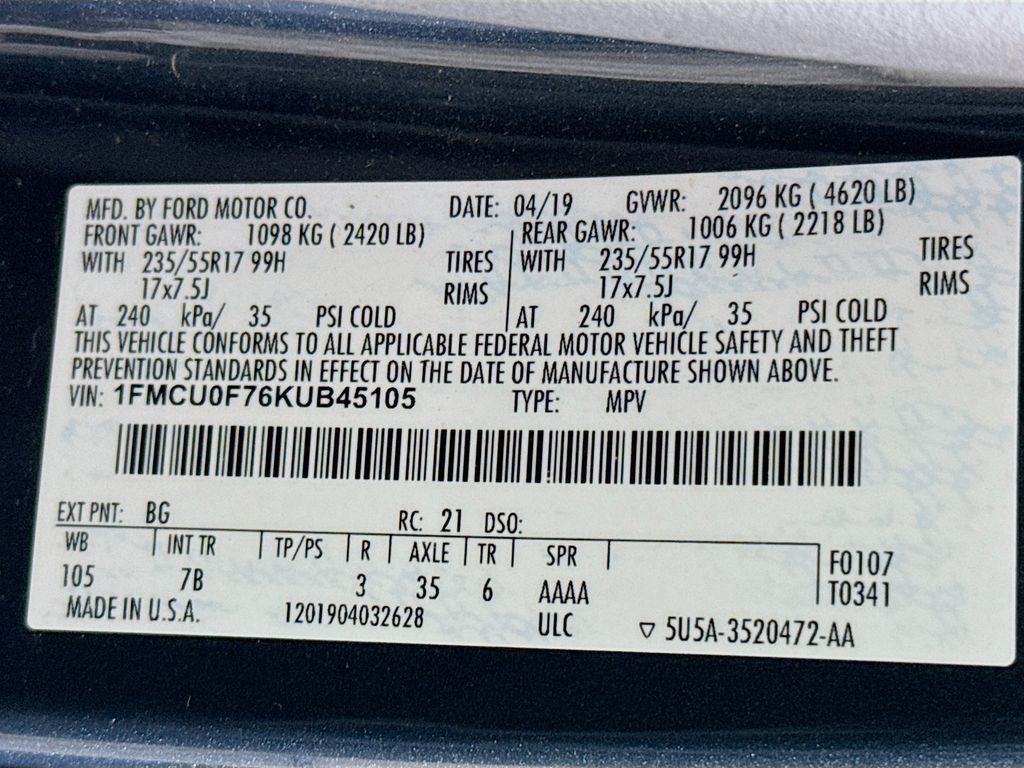 MFD. BY FORD MOTOR CO. DATE: 04/19 GVWR: 2096 KG ( 4620 LB)
FRONT GAWR: 1098 KG ( 2420 LB) REAR GAWR: 1006 KG ( 2218 LB)
WITH 235/55R17 99H TIRES WITH 235/55R17 99H TIRES
17x7.5J RIMS 17x7.5J RIMS
AT 240 kPa/ 35 PSI COLD AT 240 kPa/ 35 PSI COLD
THIS VEHICLE CONFORMS TO ALL APPLICABLE FEDERAL MOTOR VEHICLE SAFETY AND THEFT
PREVENTION STANDARDS IN EFFECT ON THE DATE OF MANUFACTURE SHOWN ABOVE.
VIN: 1FMCU0F76KUB45105 TYPE: MPV
EXT PNT: BG RC: 21 DSO:
WB INT TR TP/PS R AXLE TR SPR F0107
105 7B 3 35 6 AAAA T0341
MADE IN U.S.A. 1201904032628 ULC ▽ 5U5A-3520472-AA